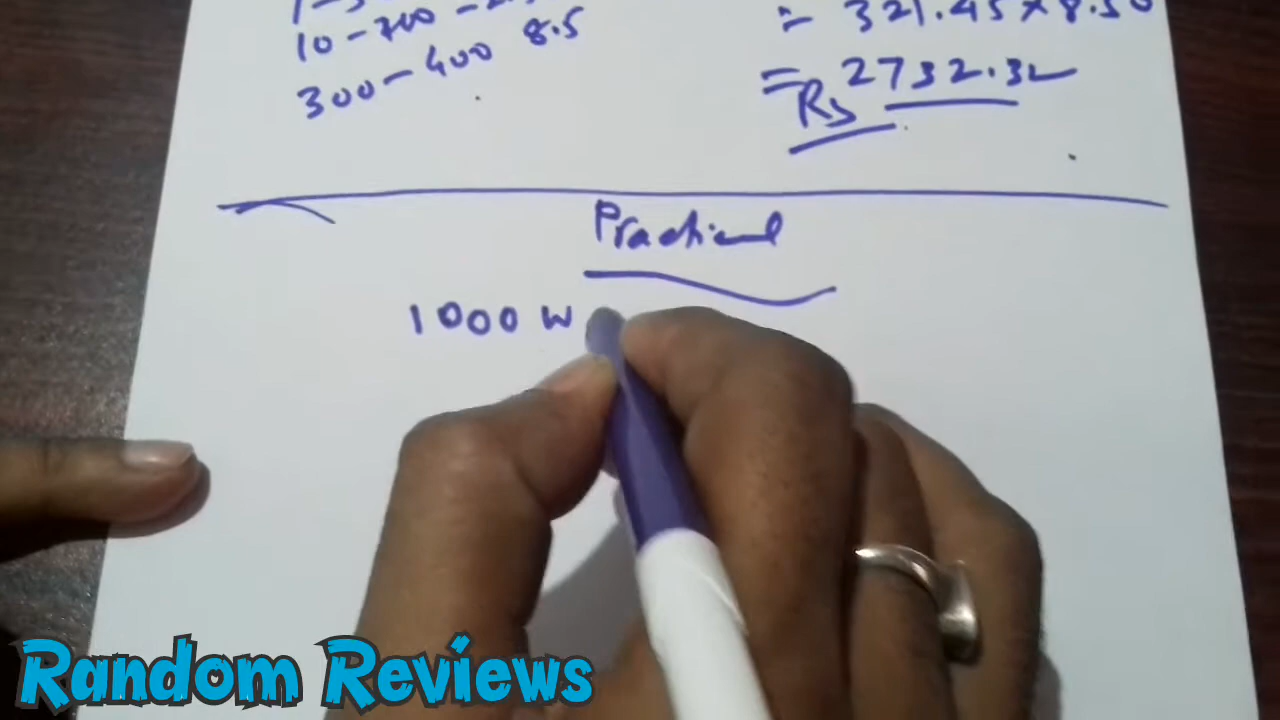 10 - 200
300 - 400 8.5
= 321.45 x 8.50
= 2732.32
Rs
Practical
1000 W
Random Reviews